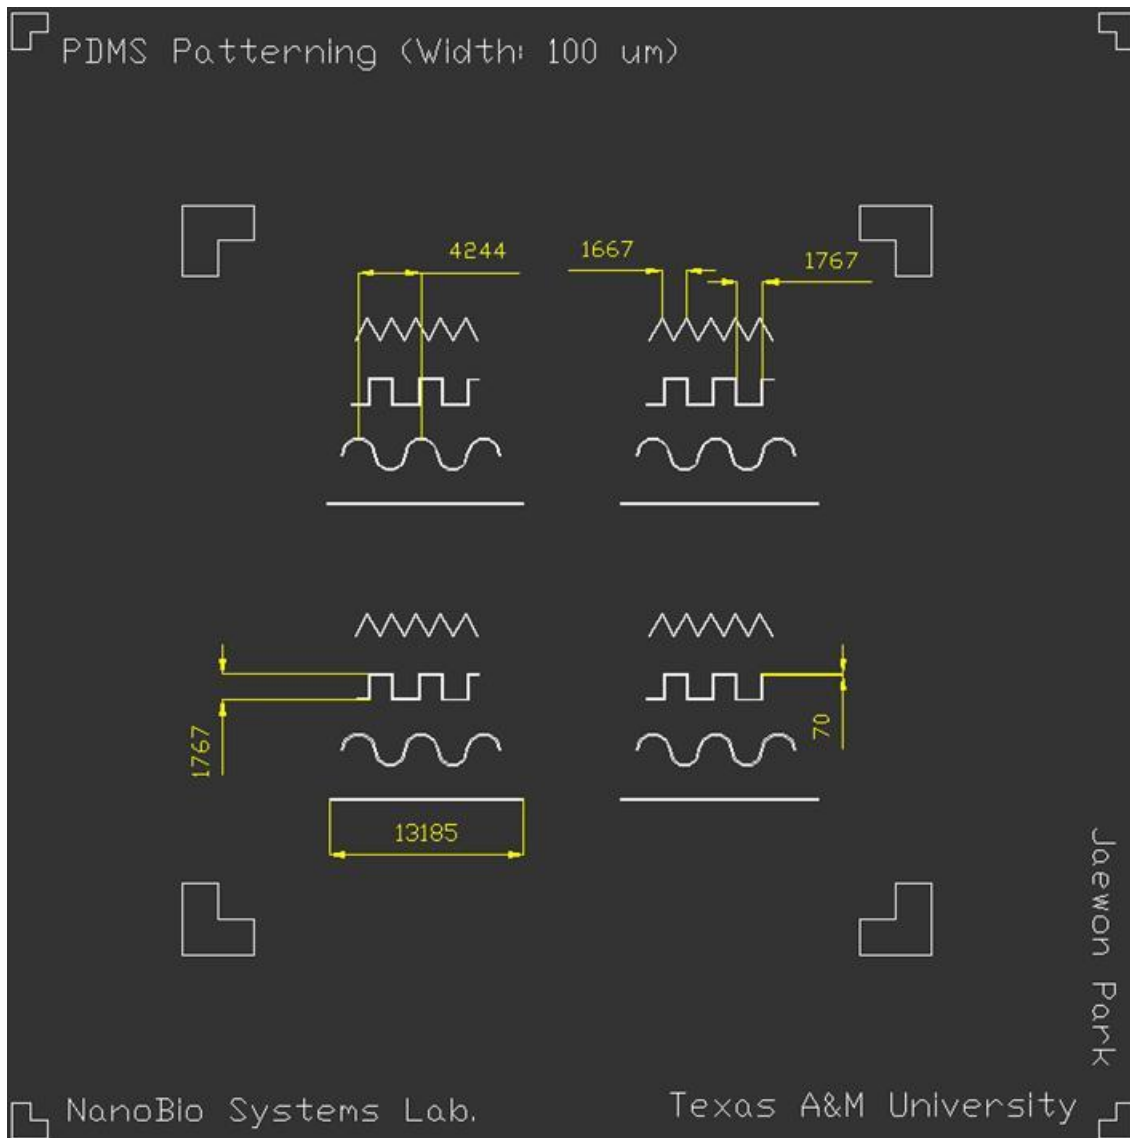 PDMS Patterning (Width: 100 um)
4244
1667
1767
1767
70
13185
Jaewon Park
NanoBio Systems Lab.
Texas A&M University